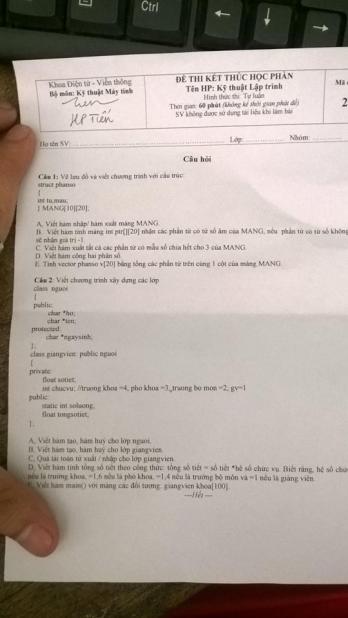 Ctrl
Khoa Điện tử - Viễn thông
Bộ môn: Kỹ thuật Máy tính
HP Tiến
ĐỀ THI KẾT THÚC HỌC PHẦN
Tên HP: Kỹ thuật Lập trình
Hình thức thi: Tự luận
Thời gian: 60 phút (không kể thời gian phát đề)
SV không được sử dụng tài liệu khi làm bài
Mã
2
Họ tên SV: Lớp: Nhóm:
Câu hỏi
Câu 1: Vẽ lưu đồ và viết chương trình với cấu trúc
struct phanso
{
int tu,mau;
} MANG[10][20];
A. Viết hàm nhập/ hàm xuất mảng MANG.
B. Viết hàm tính mảng int ptr[][20] nhận các phần tử có tử số âm của MANG, nếu phần tử có tử số không
sẽ nhận giá trị -1.
C. Viết hàm xuất tất cả các phần tử có mẫu số chia hết cho 3 của MANG.
D. Viết hàm cộng hai phân số.
E. Tính vector phanso v[20] bằng tổng các phần tử trên cùng 1 cột của mảng MANG.
Câu 2: Viết chương trình xây dựng các lớp
class nguoi
{
public:
char *ho;
char *ten;
protected:
char *ngaysinh;
};
class giangvien: public nguoi
{
private:
float sotiet;
int chucvu; //truong khoa =4, pho khoa =3, truong bo mon =2, gv=1
public:
static int soluong;
float tongsotiet;
};
A. Viết hàm tạo, hàm huỷ cho lớp nguoi.
B. Viết hàm tạo, hàm huỷ cho lớp giangvien.
C. Quá tải toán tử xuất / nhập cho lớp giangvien.
D. Viết hàm tính tổng số tiết theo công thức: tổng số tiết = số tiết *hệ số chức vụ. Biết rằng, hệ số
nếu là trưởng khoa, =1,6 nếu là phó khoa, =1,4 nếu là trưởng bộ môn và =1 nếu là giảng viên.
E. Viết hàm main() với mảng các đối tượng: giangvien khoa[100].
---Hết---